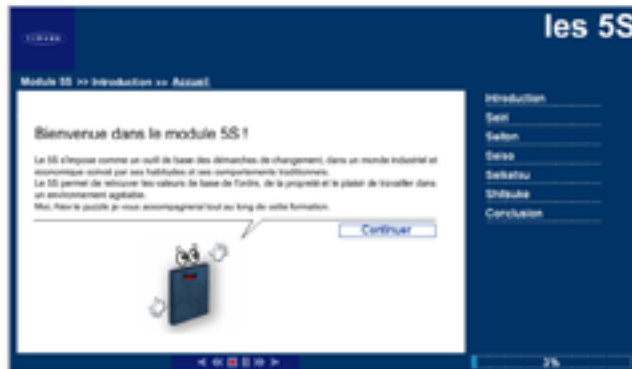 les 5S
Module 5S >> Introduction >> Accueil
Introduction
Seiri
Seiton
Seiso
Seiketsu
Shitsuke
Conclusion
Bienvenue dans le module 5S !
Le 5S s'impose comme un outil de base des démarches de changement, dans un monde industriel et
économique coincé par ses habitudes et ses comportements traditionnels.
Le 5S permet de retrouver les valeurs de base de l'ordre, de la propreté et le plaisir de travailler dans
un environnement agréable.
Moi, le puzzle je vous accompagnerai tout au long de cette formation.
Continuer
3%